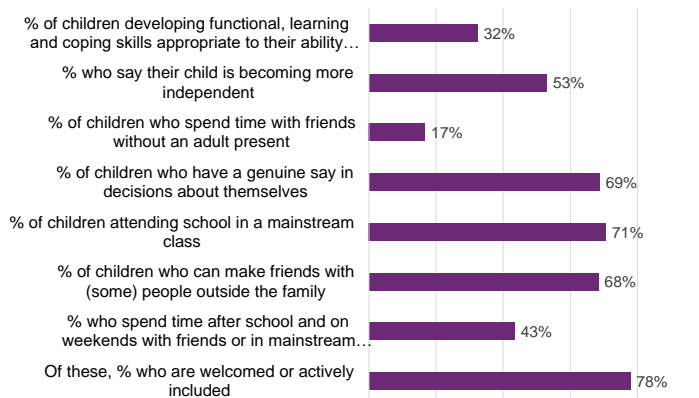 % of children developing functional, learning
and coping skills appropriate to their ability…
32%
% who say their child is becoming more
independent
53%
% of children who spend time with friends
without an adult present
17%
% of children who have a genuine say in
decisions about themselves
69%
% of children attending school in a mainstream
class
71%
% of children who can make friends with
(some) people outside the family
68%
% who spend time after school and on
weekends with friends or in mainstream…
43%
Of these, % who are welcomed or actively
included
78%